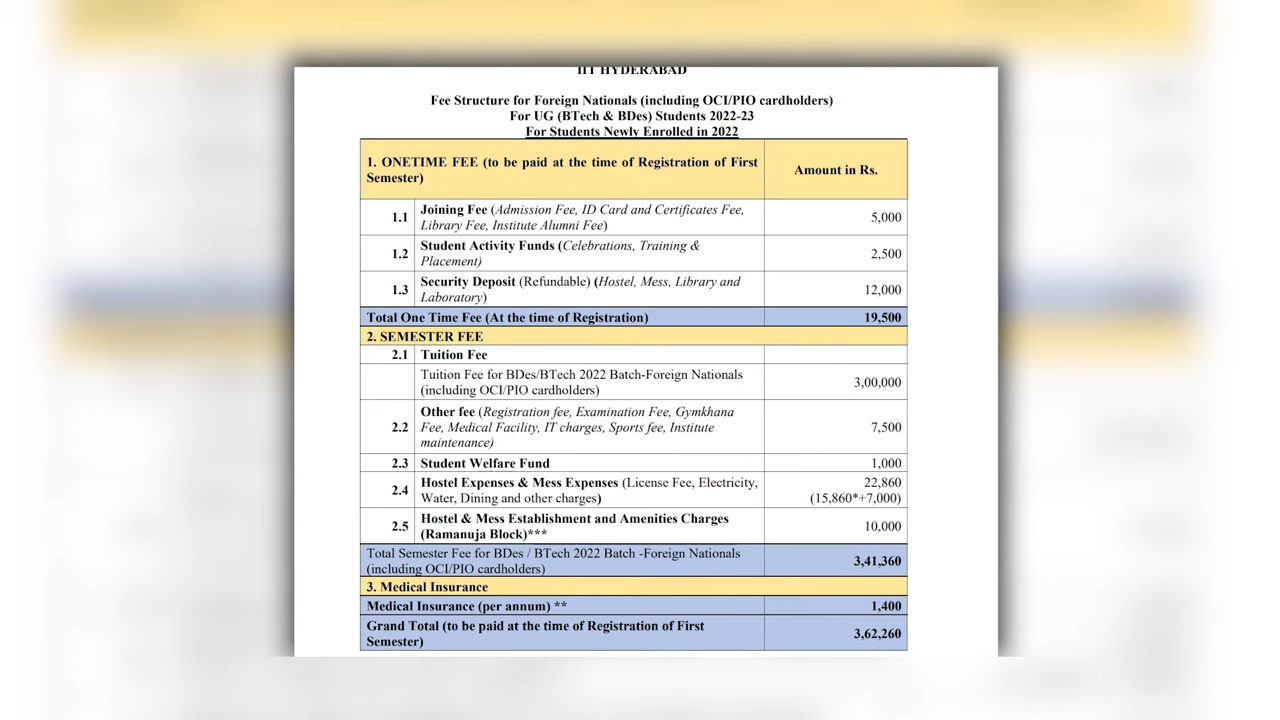 IIT HYDERABAD
Fee Structure for Foreign Nationals (including OCI/PIO cardholders)
For UG (BTech & BDes) Students 2022-23
For Students Newly Enrolled in 2022
1. ONETIME FEE (to be paid at the time of Registration of First
Semester)
Amount in Rs.
1.1
Joining Fee (Admission Fee, ID Card and Certificates Fee,
Library Fee, Institute Alumni Fee)
5,000
1.2
Student Activity Funds (Celebrations, Training &
Placement)
2,500
1.3
Security Deposit (Refundable) (Hostel, Mess, Library and
Laboratory)
12,000
Total One Time Fee (At the time of Registration)
19,500
2. SEMESTER FEE
2.1
Tuition Fee
Tuition Fee for BDes/BTech 2022 Batch-Foreign Nationals
(including OCI/PIO cardholders)
3,00,000
2.2
Other fee (Registration fee, Examination Fee, Gymkhana
Fee, Medical Facility, IT charges, Sports fee, Institute
maintenance)
7,500
2.3
Student Welfare Fund
1,000
2.4
Hostel Expenses & Mess Expenses (License Fee, Electricity,
Water, Dining and other charges)
22,860
(15,860*+7,000)
2.5
Hostel & Mess Establishment and Amenities Charges
(Ramanuja Block)***
10,000
Total Semester Fee for BDes / BTech 2022 Batch -Foreign Nationals
(including OCI/PIO cardholders)
3,41,360
3. Medical Insurance
Medical Insurance (per annum) **
1,400
Grand Total (to be paid at the time of Registration of First
Semester)
3,62,260